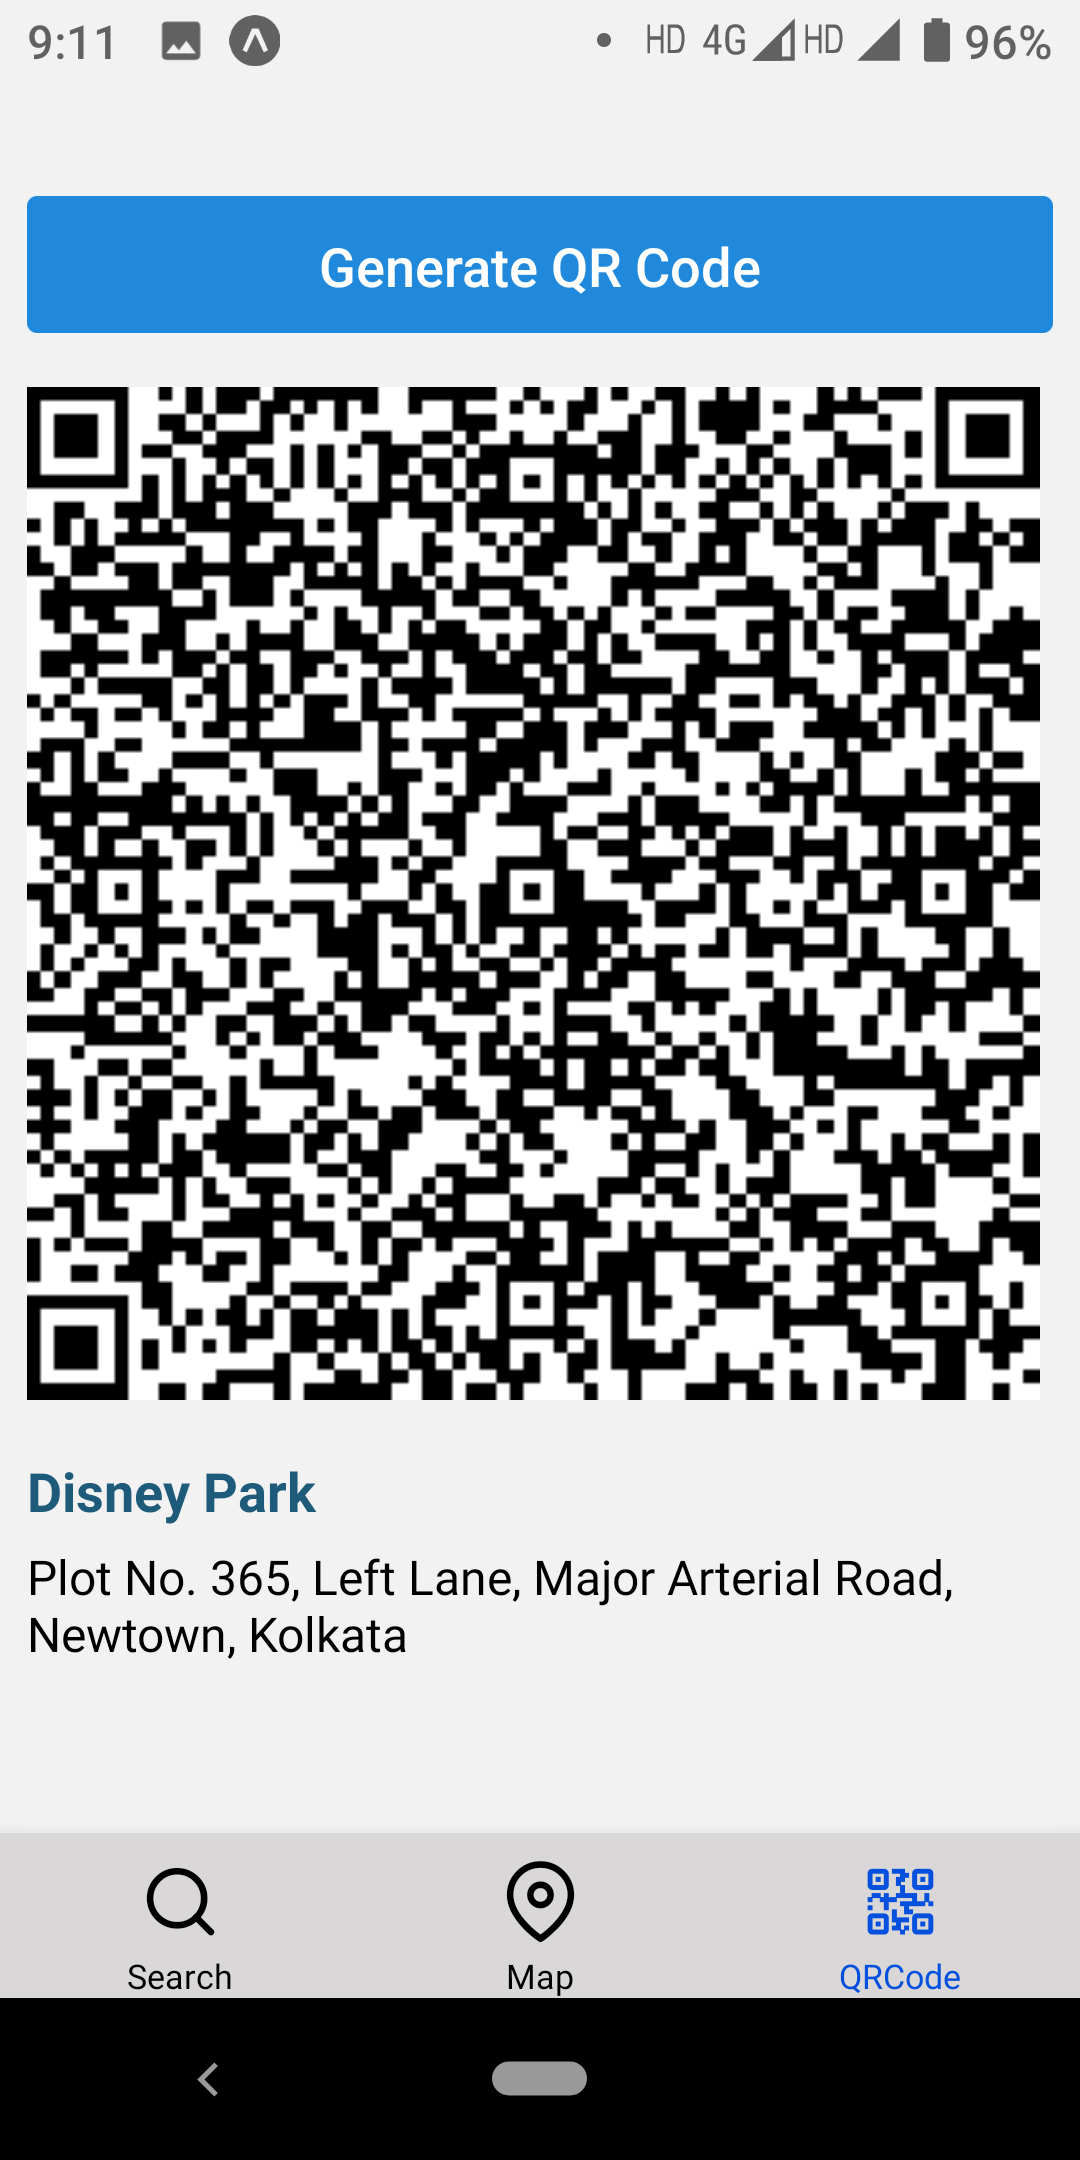 9:11 HD 4G HD 96%
Generate QR Code
Disney Park
Plot No. 365, Left Lane, Major Arterial Road,
Newtown, Kolkata
Search Map QRCode